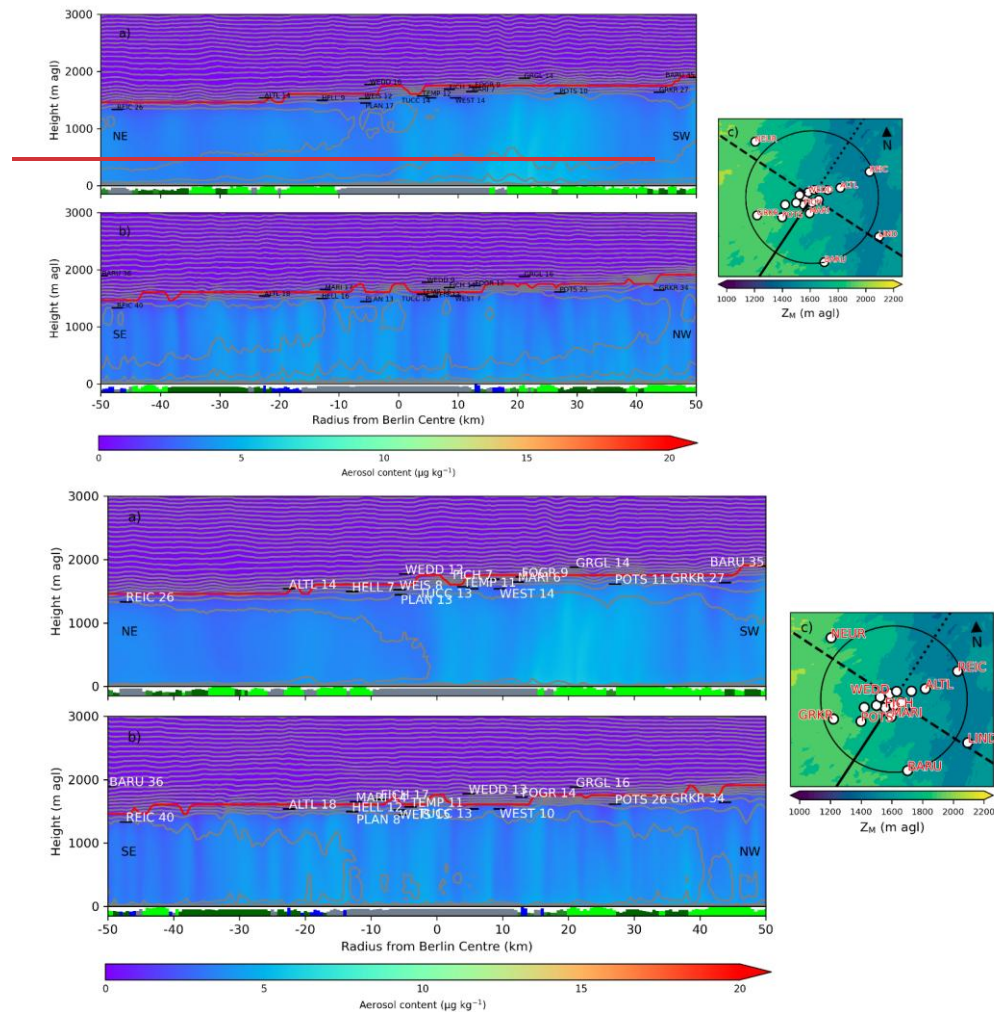 a)
3000
2000
1000
0
Height (m agl)
REIC 26
ALTL 14
HELL 9
WEDD 16
WEIS 12
PLAN 17
TUCC 14
TEMP 12
WEST 14
FOGR 9
GRGL 14
POTS 18
GRKR 27
BARU 35
NE
SW
b)
3000
2000
1000
0
Height (m agl)
BARU 36
REIC 40
ALTL 18
MARI 13
HELL 16
PLAN 13
WEDD 9
WEST 7
GRGL 16
POTS 25
GRKR 34
SE
NW
-50 -40 -30 -20 -10 0 10 20 30 40 50
Radius from Berlin Centre (km)
0 5 10 15 20
Aerosol content (µg kg⁻¹)
c)
N
NEUR
REIC
WEDD
ALTL
MARI
GRKR
POTS
LIND
BARU
1000 1200 1400 1600 1800 2000 2200
Z_M (m agl)
a)
3000
2000
1000
0
Height (m agl)
REIC 26
ALTL 14
HELL 7
WEDD 12
WEIS 8
PLAN 13
TUCC 13
FICH 7
TEMP 11
MARI 6
FOGR 9
WEST 14
GRGL 14
POTS 11
GRKR 27
BARU 35
NE
SW
b)
3000
2000
1000
0
Height (m agl)
BARU 36
REIC 40
ALTL 18
HELL 12
PLAN 8
FICH 17
TEMP 11
WEIS 15
TUCC 13
WEDD 13
WEST 10
FOGR 14
GRGL 16
POTS 26
GRKR 34
SE
NW
-50 -40 -30 -20 -10 0 10 20 30 40 50
Radius from Berlin Centre (km)
0 5 10 15 20
Aerosol content (µg kg⁻¹)
c)
N
NEUR
REIC
WEDD
ALTL
FICH
MARI
GRKR
POTS
LIND
BARU
1000 1200 1400 1600 1800 2000 2200
Z_M (m agl)